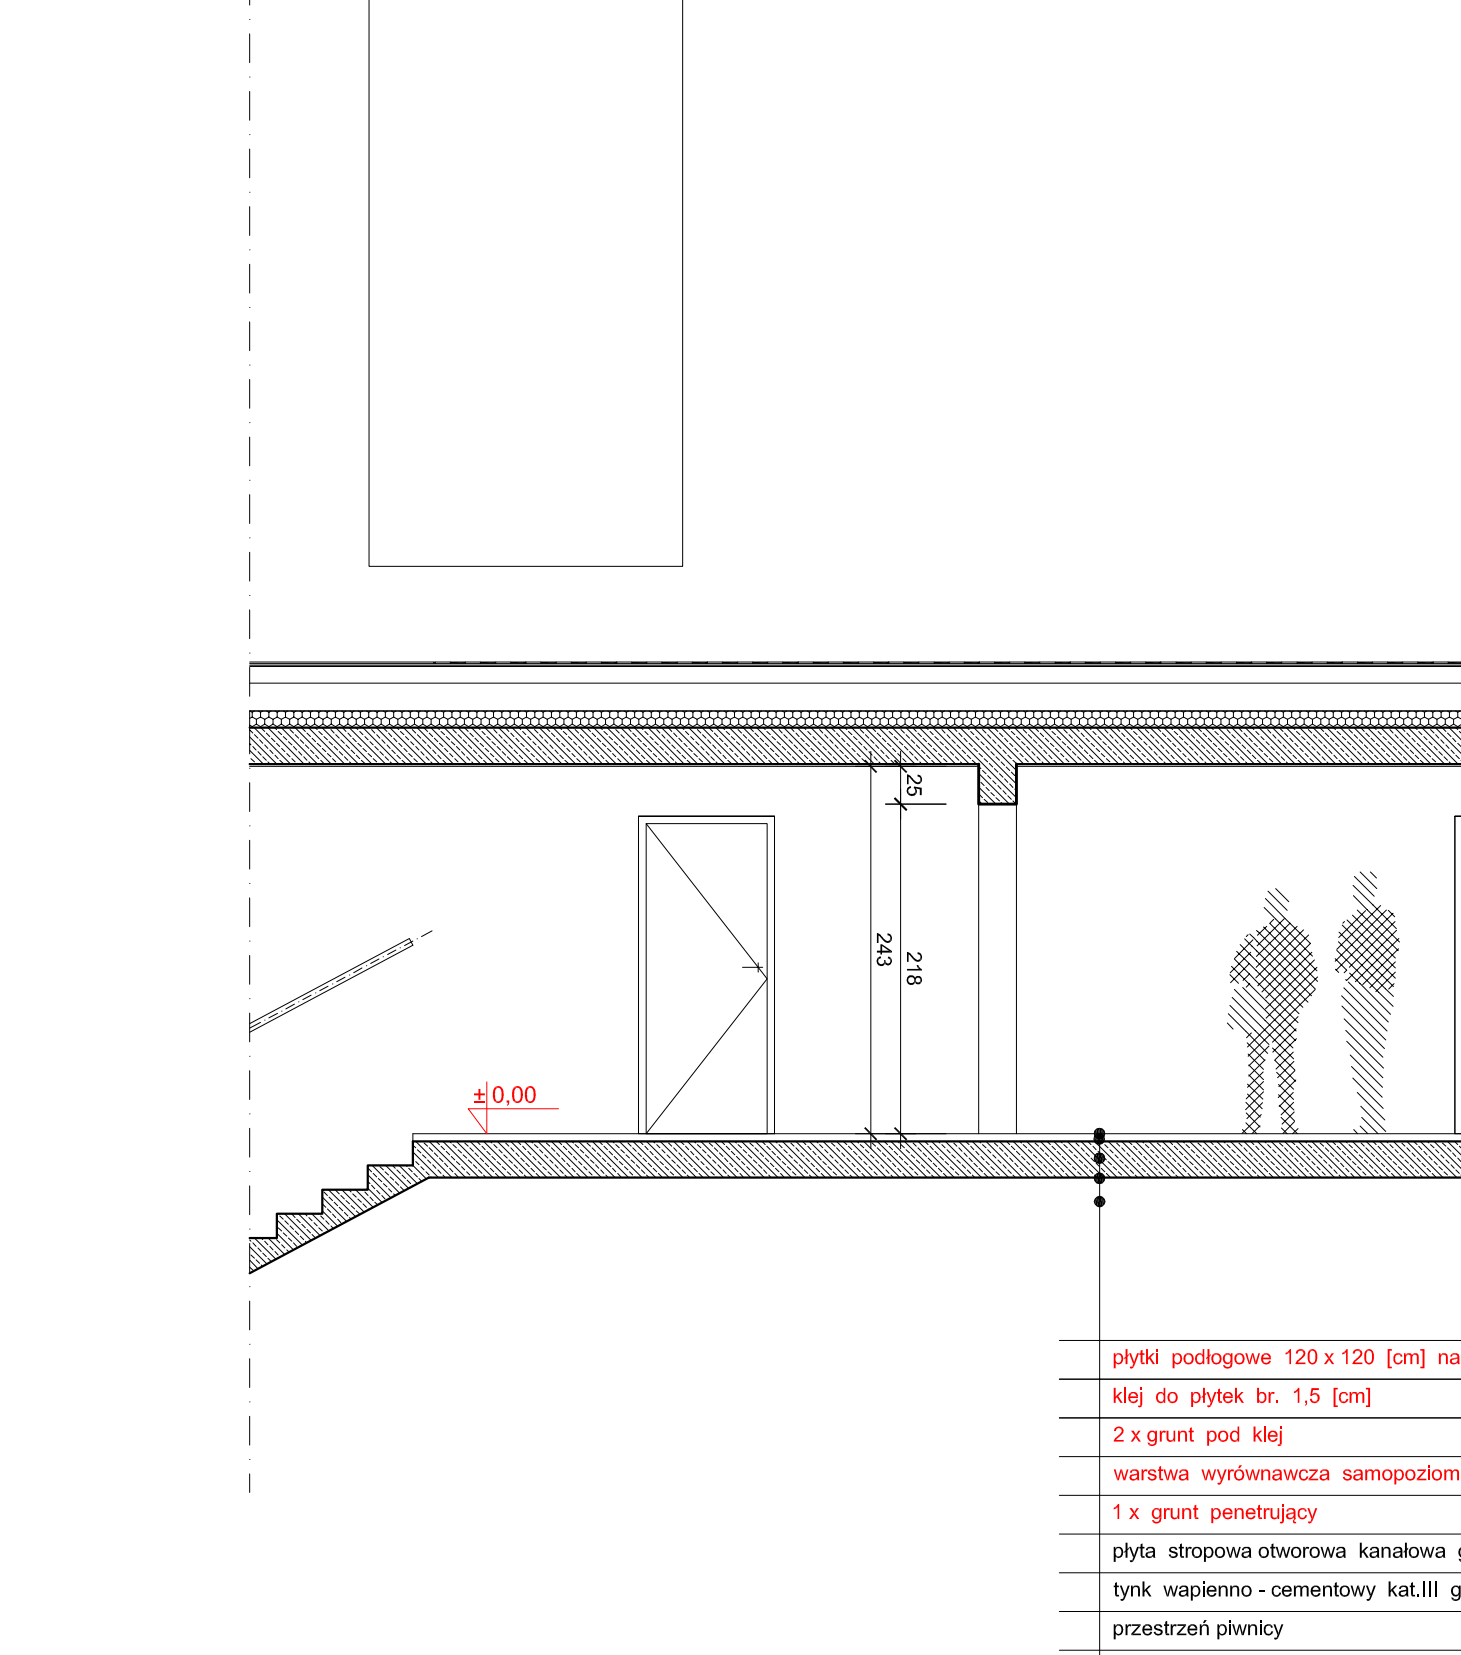 25
243
218
± 0,00
płytki podłogowe 120 x 120 [cm] na
klej do płytek br. 1,5 [cm]
2 x grunt pod klej
warstwa wyrównawcza samopoziom
1 x grunt penetrujący
płyta stropowa otworowa kanałowa g
tynk wapienno - cementowy kat.III g
przestrzeń piwnicy